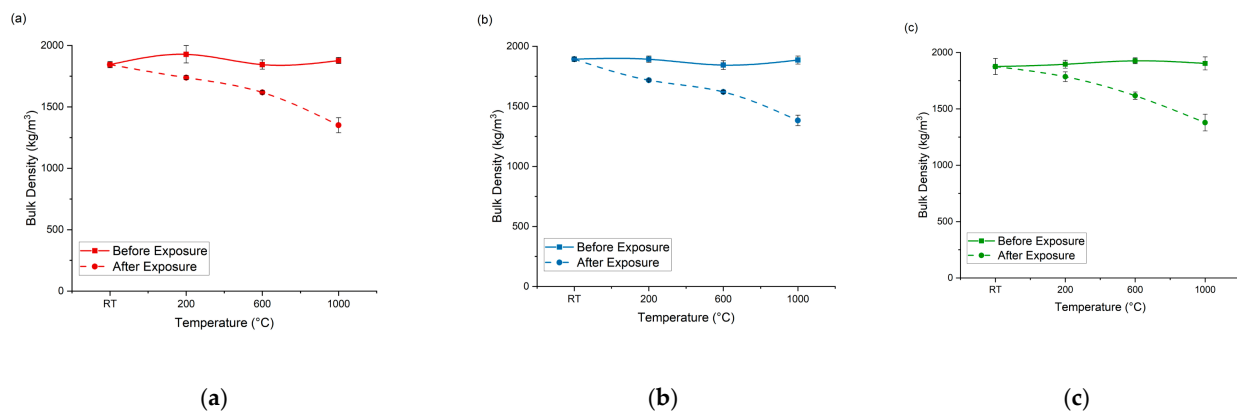 (a)
2000
1500
1000
500
0
Bulk Density (kg/m³)
Before Exposure
After Exposure
RT 200 600 1000
Temperature (°C)
(b)
2000
1500
1000
500
0
Bulk Density (kg/m³)
Before Exposure
After Exposure
RT 200 600 1000
Temperature (°C)
(c)
2000
1500
1000
500
0
Bulk Density (kg/m³)
Before Exposure
After Exposure
RT 200 600 1000
Temperature (°C)
(a) (b) (c)